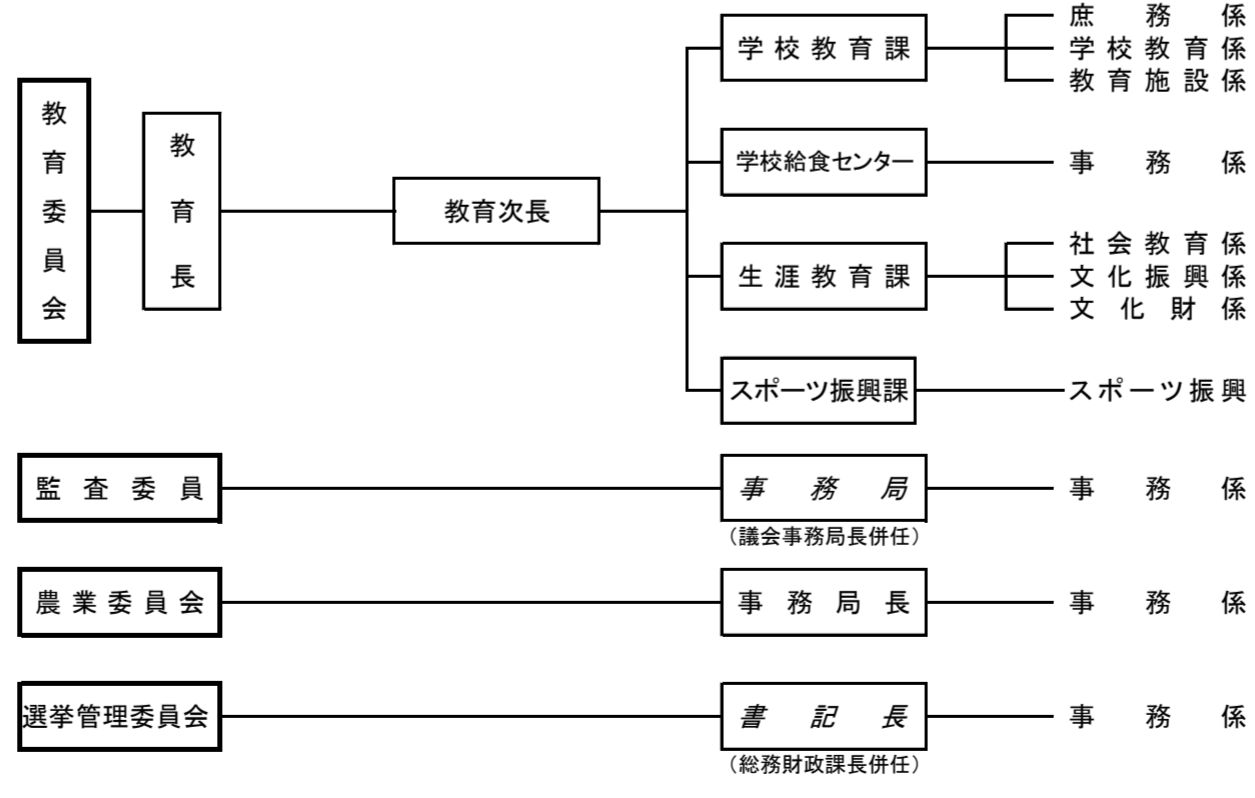 教育委員会
教育長
教育次長
学校教育課
庶務係
学校教育係
教育施設係
学校給食センター
事務係
生涯教育課
社会教育係
文化振興係
文化財係
スポーツ振興課
スポーツ振興
監査委員
事務局
(議会事務局長併任)
事務係
農業委員会
事務局長
事務係
選挙管理委員会
書記長
(総務財政課長併任)
事務係